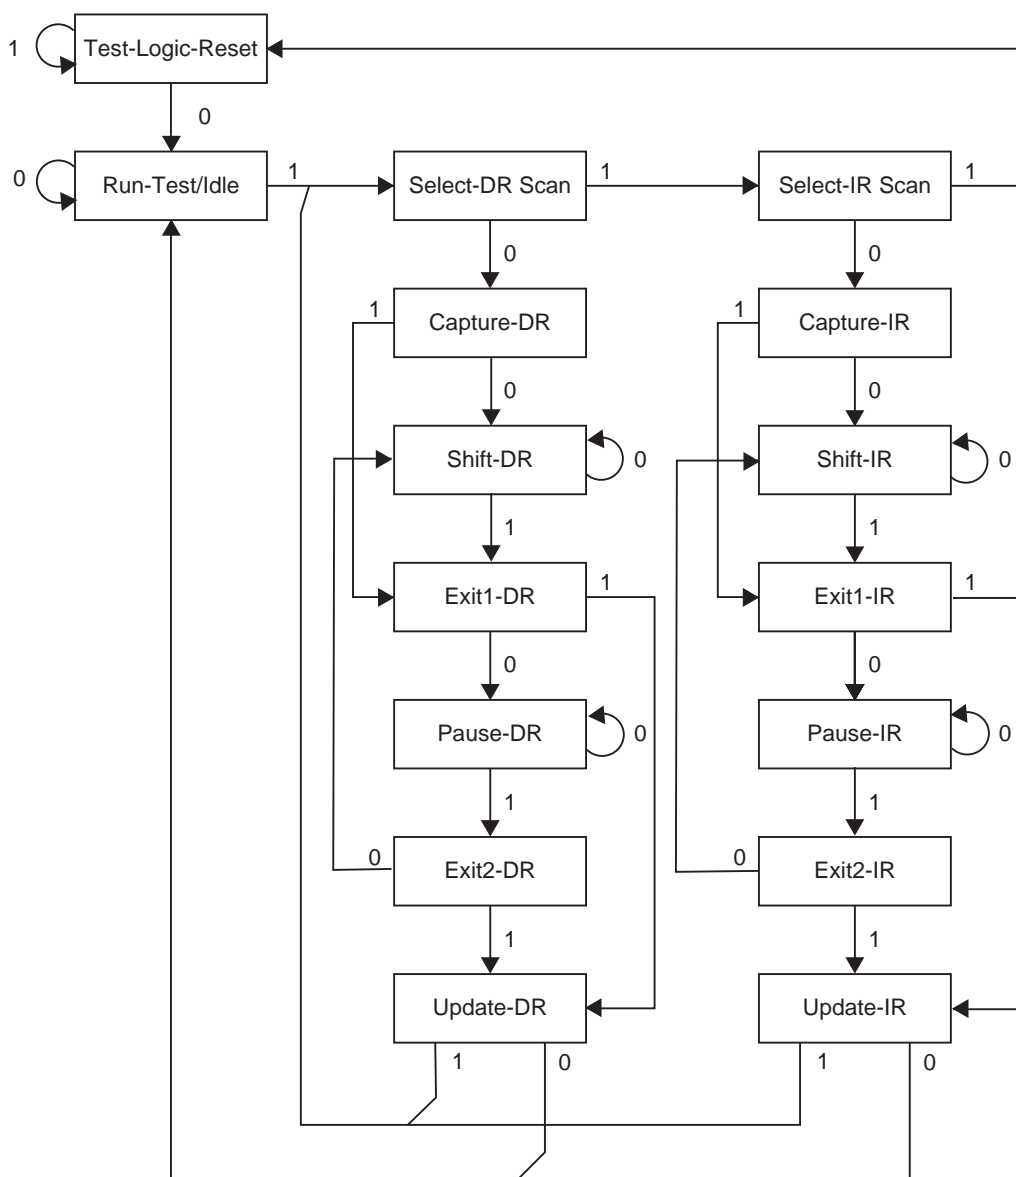 1 Test-Logic-Reset
0
0 Run-Test/Idle 1 Select-DR Scan 1 Select-IR Scan 1
0 0
1 Capture-DR 1 Capture-IR
0 0
Shift-DR 0 Shift-IR 0
1 1
Exit1-DR 1 Exit1-IR 1
0 0
Pause-DR 0 Pause-IR 0
1 1
0 Exit2-DR 0 Exit2-IR
1 1
Update-DR Update-IR
1 0 1 0